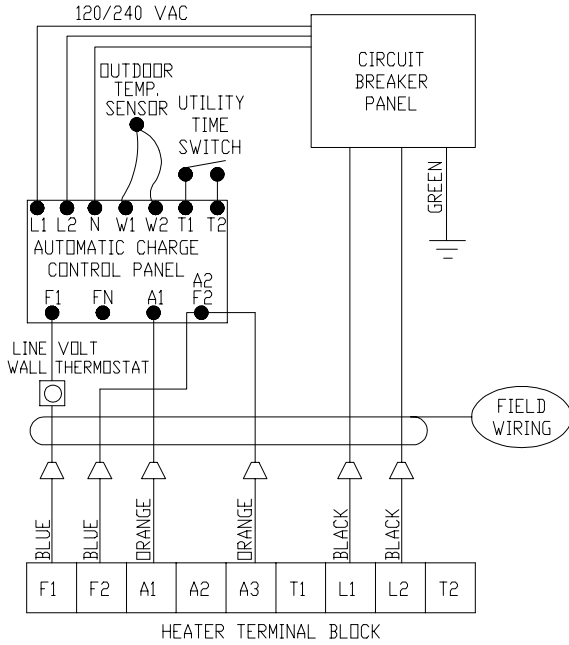 120/240 VAC
CIRCUIT
BREAKER
PANEL
OUTDOOR
TEMP.
SENSOR
UTILITY
TIME
SWITCH
GREEN
L1 L2 N W1 W2 T1 T2
AUTOMATIC CHARGE
CONTROL PANEL
A2
F1 FN A1 F2
LINE VOLT
WALL THERMOSTAT
FIELD
WIRING
BLUE
BLUE
ORANGE
ORANGE
BLACK
BLACK
F1 F2 A1 A2 A3 T1 L1 L2 T2
HEATER TERMINAL BLOCK